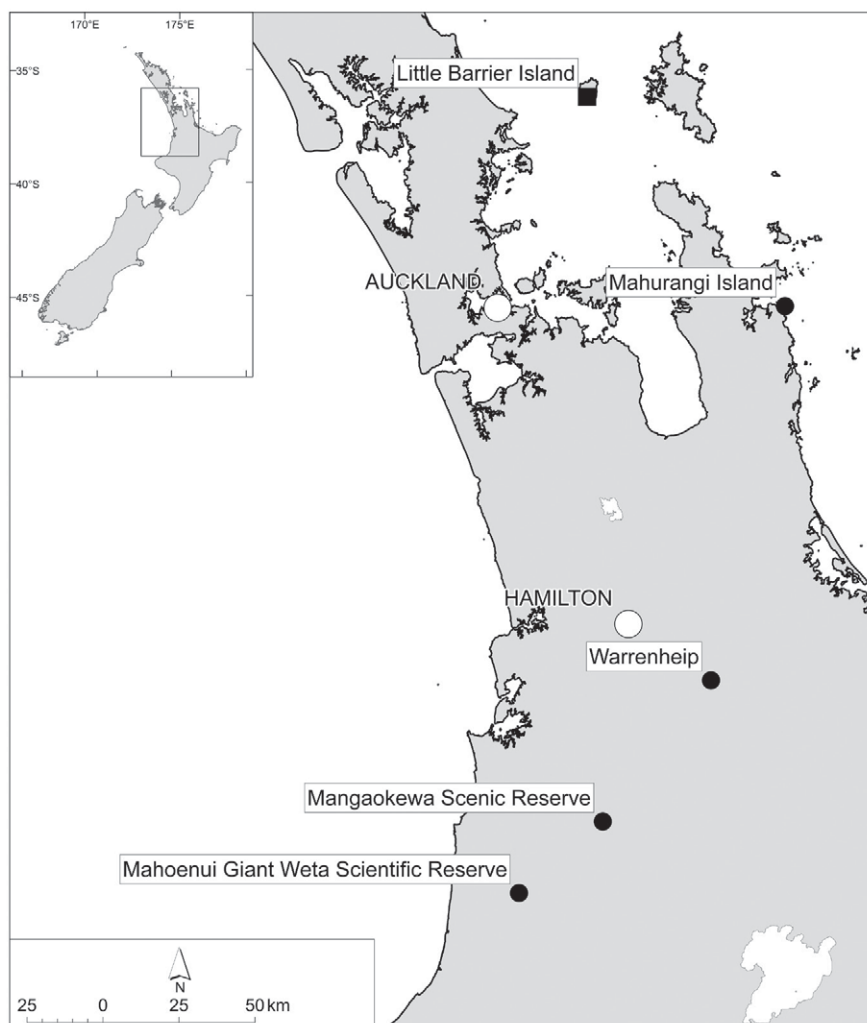 170°E
175°E
35°S
40°S
45°S
Little Barrier Island
AUCKLAND
Mahurangi Island
HAMILTON
Warrenheip
Mangaokewa Scenic Reserve
Mahoenui Giant Weta Scientific Reserve
N
25 0 25 50 km